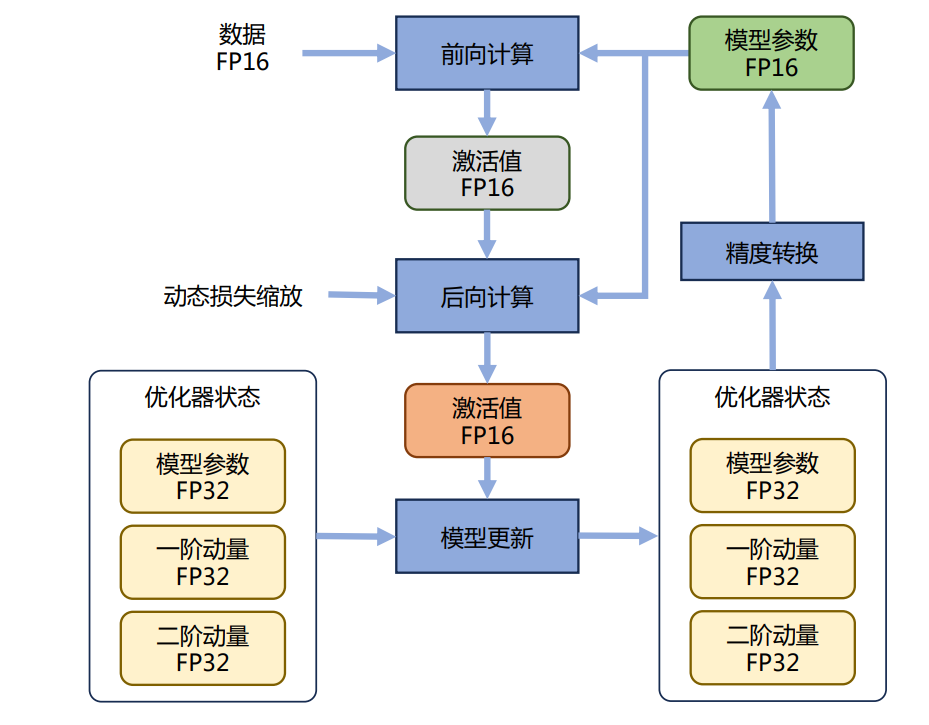 数据
FP16
前向计算
模型参数
FP16
激活值
FP16
精度转换
动态损失缩放
后向计算
优化器状态
模型参数
FP32
一阶动量
FP32
二阶动量
FP32
激活值
FP16
模型更新
优化器状态
模型参数
FP32
一阶动量
FP32
二阶动量
FP32